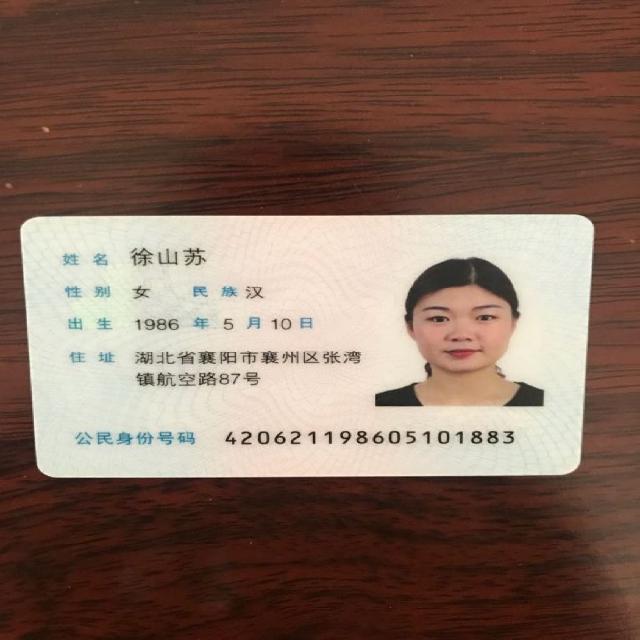 姓名 徐山苏
性别 女 民族 汉
出生 1986 年 5 月 10 日
住址 湖北省襄阳市襄州区张湾
镇航空路87号
公民身份号码 420621198605101883